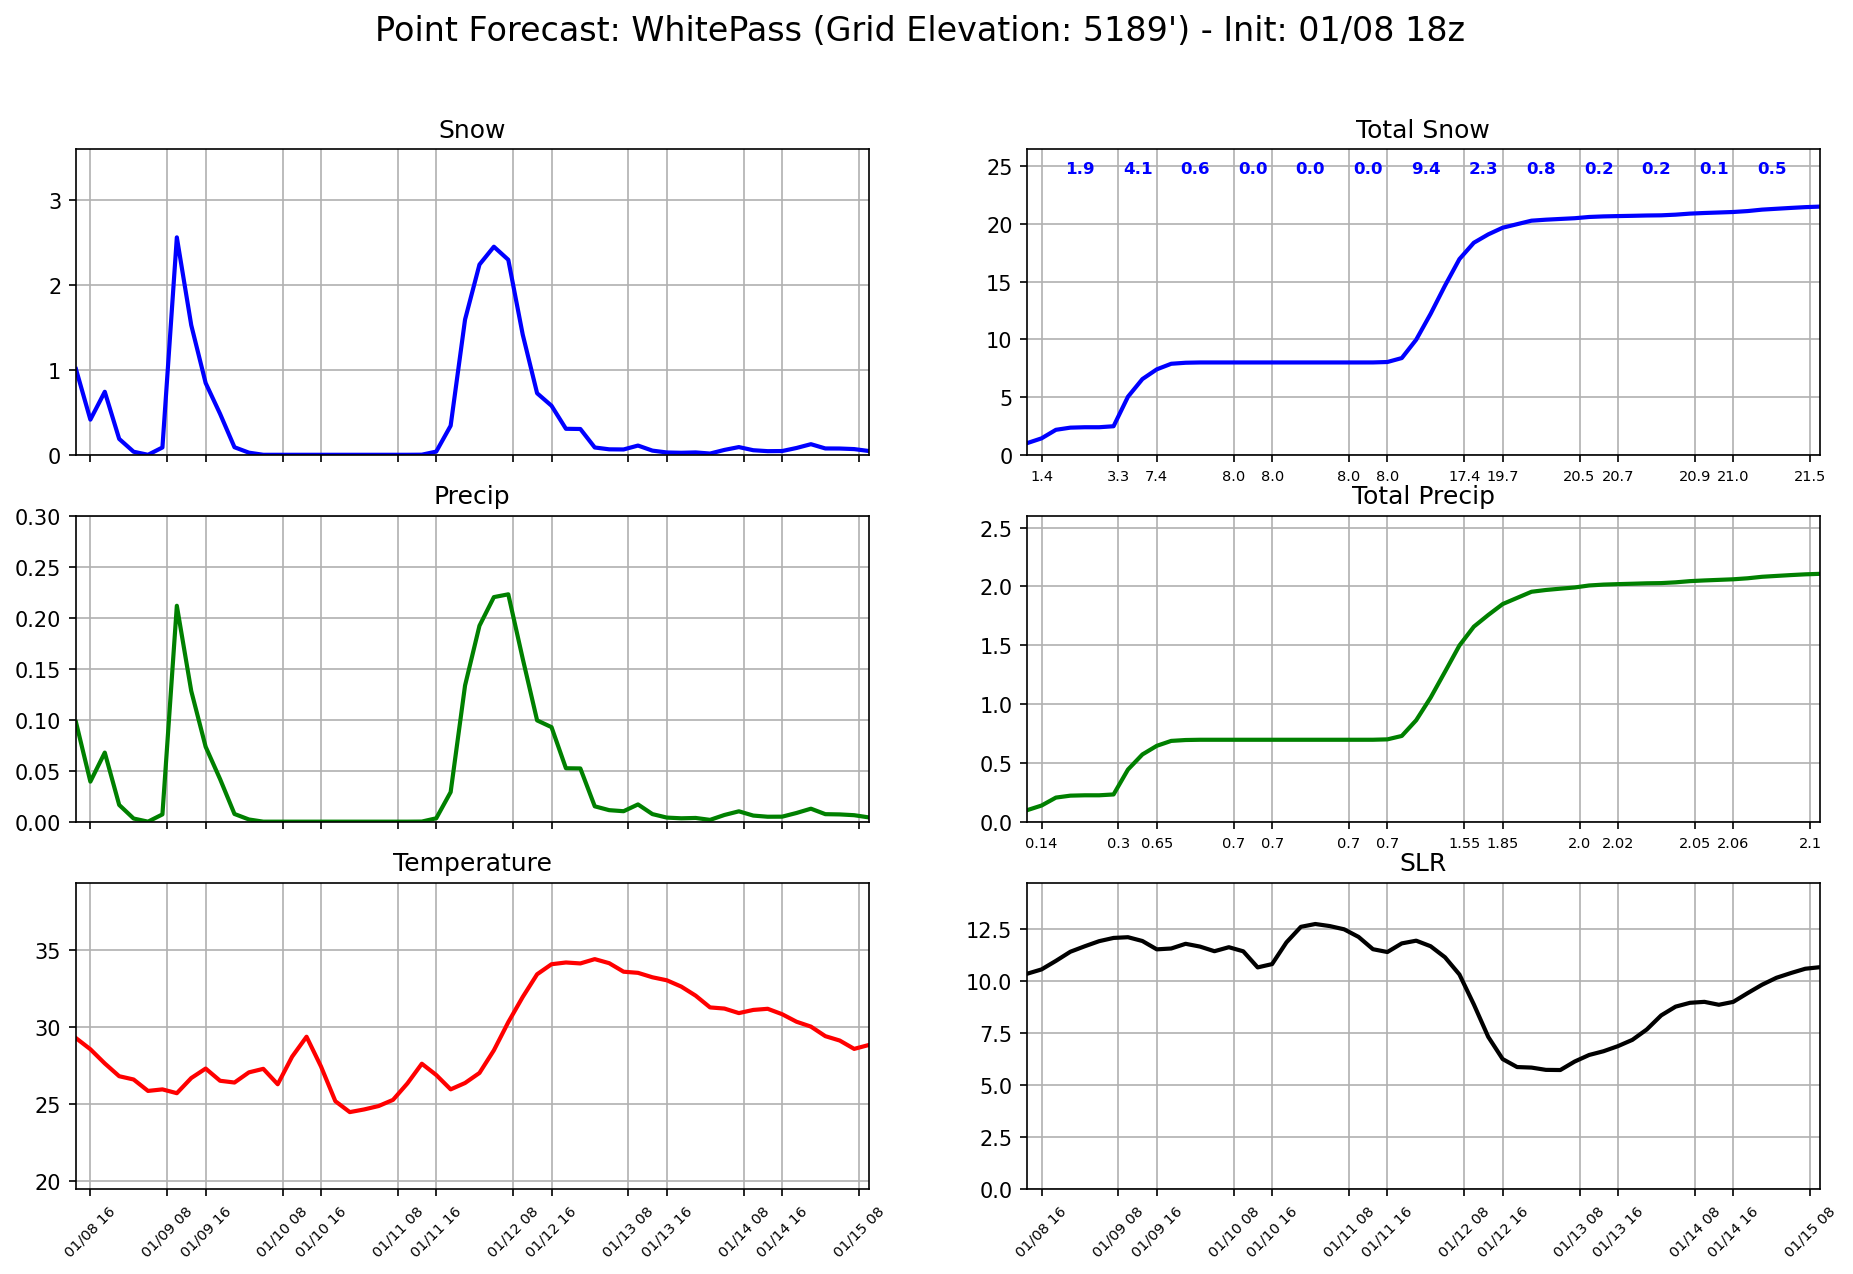 Point Forecast: WhitePass (Grid Elevation: 5189') - Init: 01/08 18z
Snow
3
2
1
0
Total Snow
1.9 4.1 0.6 0.0 0.0 0.0 9.4 2.3 0.8 0.2 0.2 0.1 0.5
25
20
15
10
5
0
1.4 3.3 7.4 8.0 8.0 8.0 8.0 17.4 19.7 20.5 20.7 20.9 21.0 21.5
Precip
0.30
0.25
0.20
0.15
0.10
0.05
0.00
Total Precip
2.5
2.0
1.5
1.0
0.5
0.0
0.14 0.3 0.65 0.7 0.7 0.7 0.7 1.55 1.85 2.0 2.02 2.05 2.06 2.1
Temperature
35
30
25
20
01/08 16 01/09 08 01/09 16 01/10 08 01/10 16 01/11 08 01/11 16 01/12 08 01/12 16 01/13 08 01/13 16 01/14 08 01/14 16 01/15 08
SLR
12.5
10.0
7.5
5.0
2.5
0.0
01/08 16 01/09 08 01/09 16 01/10 08 01/10 16 01/11 08 01/11 16 01/12 08 01/12 16 01/13 08 01/13 16 01/14 08 01/14 16 01/15 08